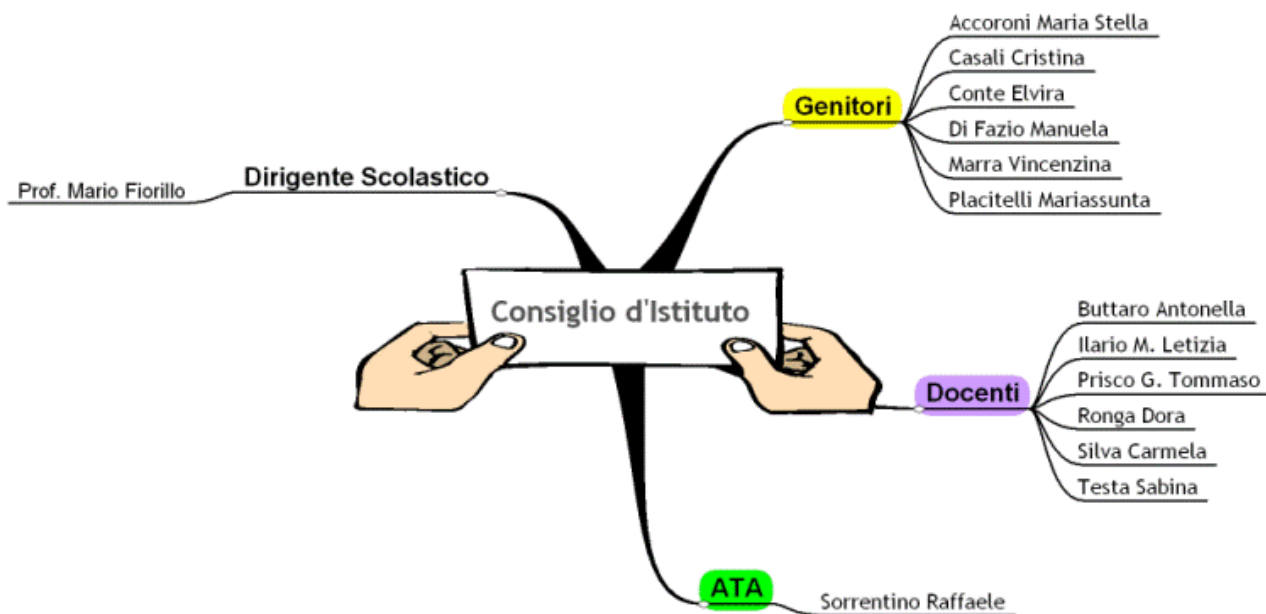 Consiglio d'Istituto
Dirigente Scolastico
Prof. Mario Fiorillo
Genitori
Accoroni Maria Stella
Casali Cristina
Conte Elvira
Di Fazio Manuela
Marra Vincenzina
Placitelli Mariassunta
Docenti
Buttaro Antonella
Ilario M. Letizia
Prisco G. Tommaso
Ronga Dora
Silva Carmela
Testa Sabina
ATA
Sorrentino Raffaele